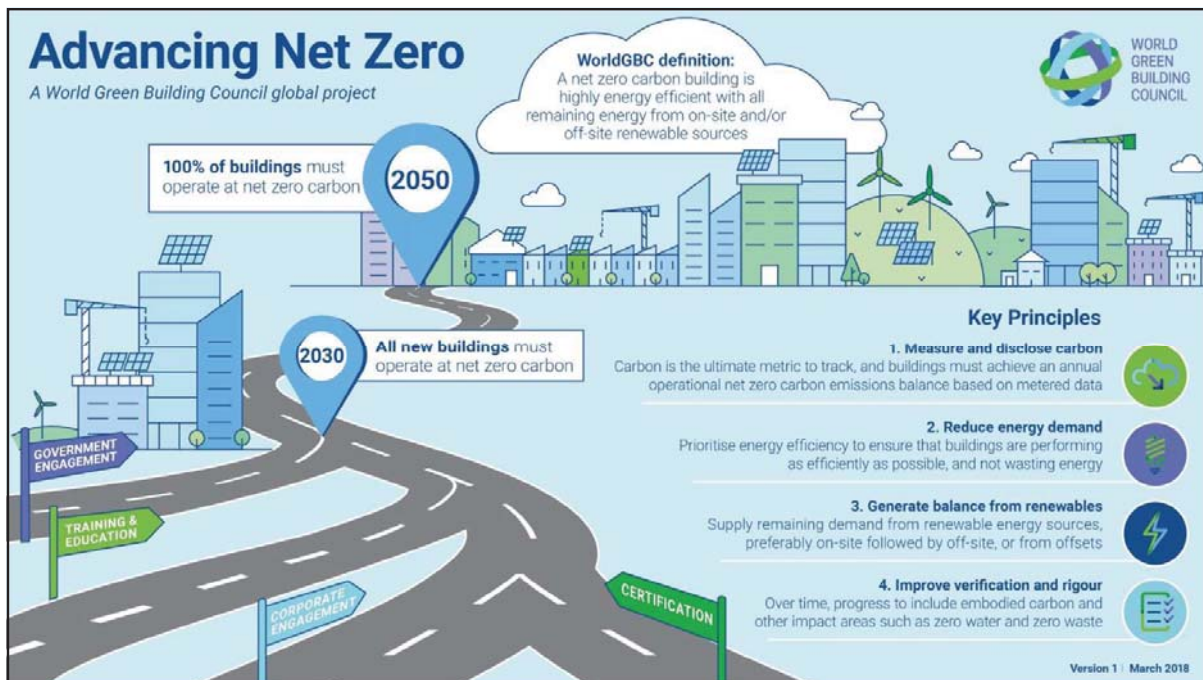 Advancing Net Zero
A World Green Building Council global project
WorldGBC definition:
A net zero carbon building is
highly energy efficient with all
remaining energy from on-site and/or
off-site renewable sources
WORLD
GREEN
BUILDING
COUNCIL
100% of buildings must
operate at net zero carbon
2050
2030
All new buildings must
operate at net zero carbon
GOVERNMENT
ENGAGEMENT
TRAINING &
EDUCATION
CORPORATE
ENGAGEMENT
CERTIFICATION
Key Principles
1. Measure and disclose carbon
Carbon is the ultimate metric to track, and buildings must achieve an annual
operational net zero carbon emissions balance based on metered data
2. Reduce energy demand
Prioritise energy efficiency to ensure that buildings are performing
as efficiently as possible, and not wasting energy
3. Generate balance from renewables
Supply remaining demand from renewable energy sources,
preferably on-site followed by off-site, or from offsets
4. Improve verification and rigour
Over time, progress to include embodied carbon and
other impact areas such as zero water and zero waste
Version 1 | March 2018